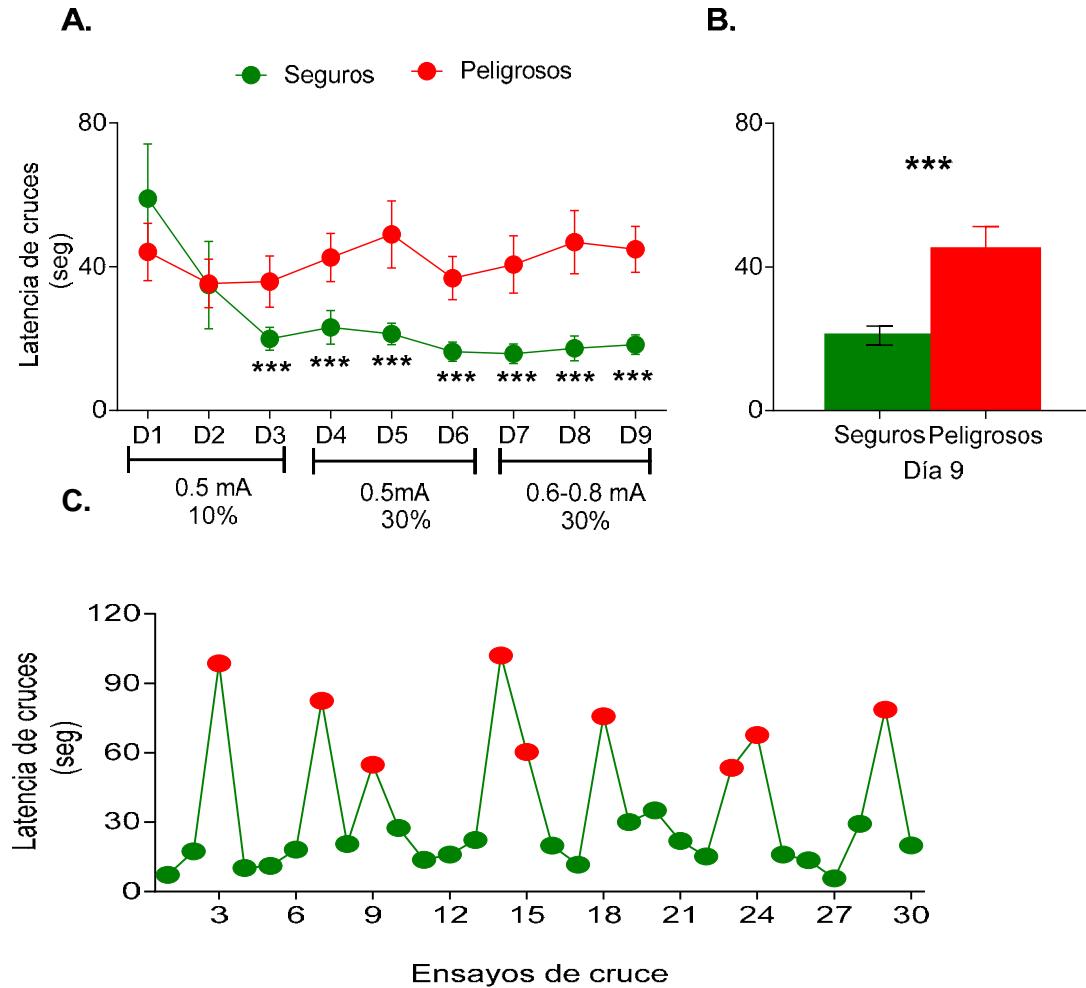 A.
Seguros Peligrosos
Latencia de cruces
(seg)
80
40
0
*** *** *** *** *** *** ***
D1 D2 D3 D4 D5 D6 D7 D8 D9
0.5 mA
10%
0.5mA
30%
0.6-0.8 mA
30%
B.
80
40
0
***
Seguros Peligrosos
Día 9
C.
Latencia de cruces
(seg)
120
90
60
30
0
3 6 9 12 15 18 21 24 27 30
Ensayos de cruce